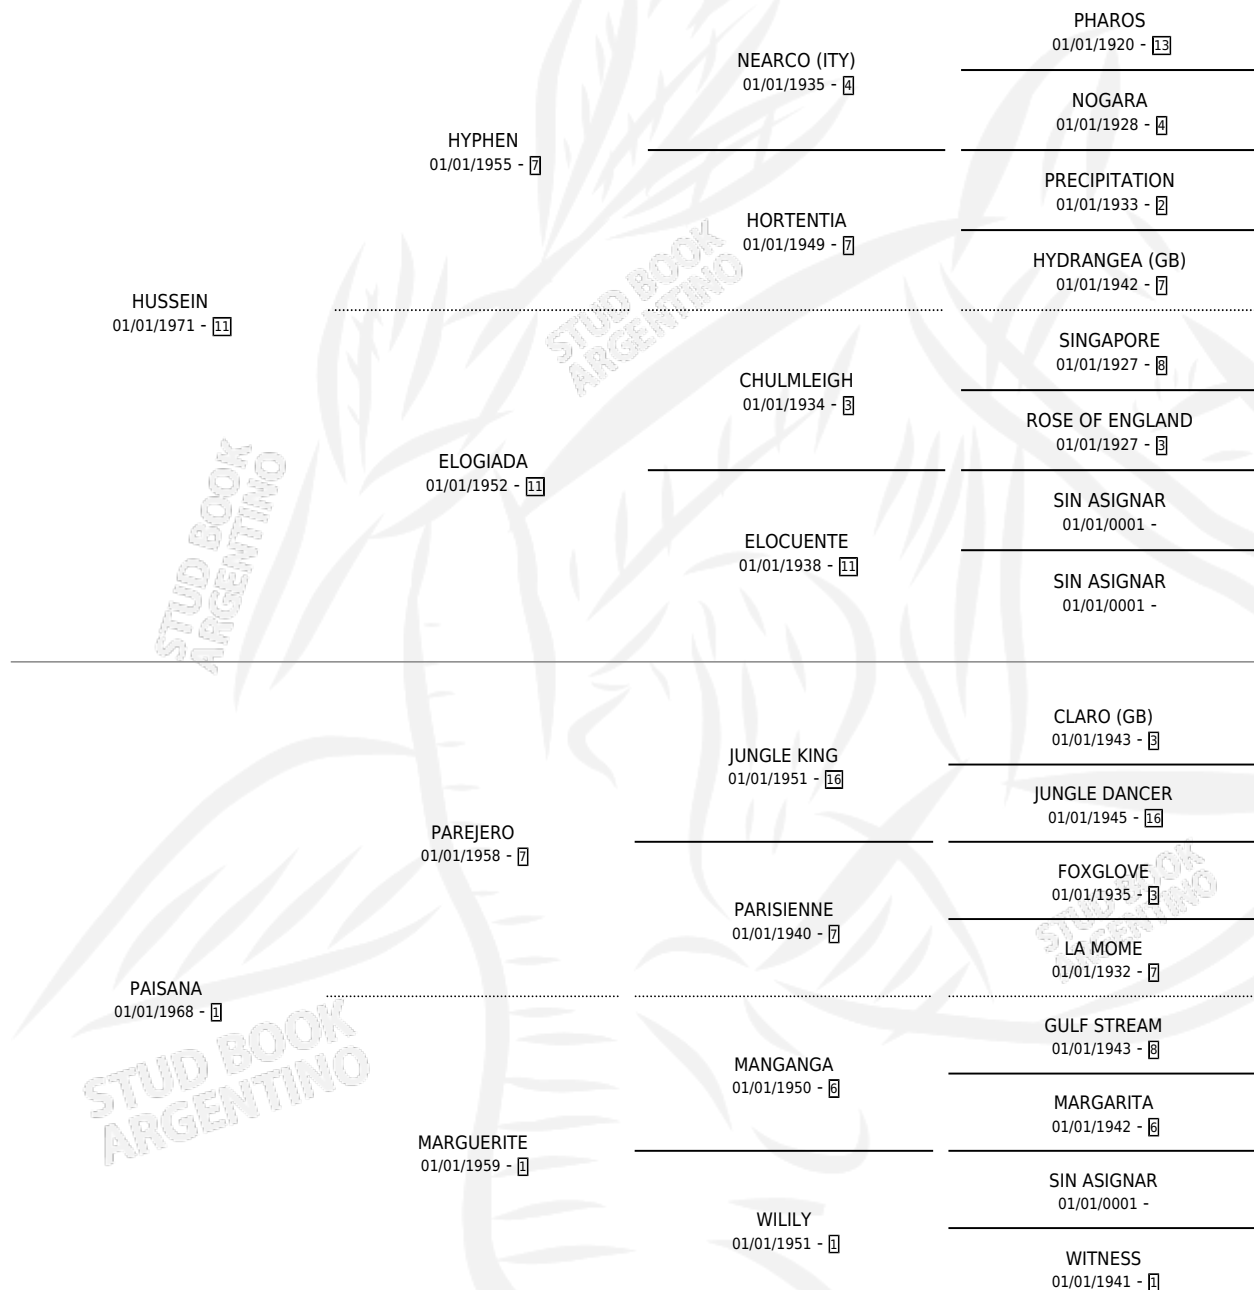 PHAROS
01/01/1920 - 13
NEARCO (ITY)
01/01/1935 - 4
NOGARA
01/01/1928 - 4
HYPHEN
01/01/1955 - 7
PRECIPITATION
01/01/1933 - 2
HORTENTIA
01/01/1949 - 7
HYDRANGEA (GB)
01/01/1942 - 7
HUSSEIN
01/01/1971 - 11
STUD BOOK
ARGENTINO
SINGAPORE
01/01/1927 - 8
CHULMLEIGH
01/01/1934 - 3
ROSE OF ENGLAND
01/01/1927 - 3
ELOGIADA
01/01/1952 - 11
SIN ASIGNAR
01/01/0001 -
ELOCUENTE
01/01/1938 - 11
SIN ASIGNAR
01/01/0001 -
STUD BOOK
ARGENTINO
CLARO (GB)
01/01/1943 - 3
JUNGLE KING
01/01/1951 - 16
JUNGLE DANCER
01/01/1945 - 16
PAREJERO
01/01/1958 - 7
FOXGLOVE
01/01/1935 - 3
PARISIENNE
01/01/1940 - 7
LA MOME
01/01/1932 - 7
STUD BOOK
ARGENTINO
PAISANA
01/01/1968 - 1
GULF STREAM
01/01/1943 - 8
MANGANGA
01/01/1950 - 6
MARGARITA
01/01/1942 - 6
STUD BOOK
ARGENTINO
MARGUERITE
01/01/1959 - 1
SIN ASIGNAR
01/01/0001 -
WILILY
01/01/1951 - 1
WITNESS
01/01/1941 - 1